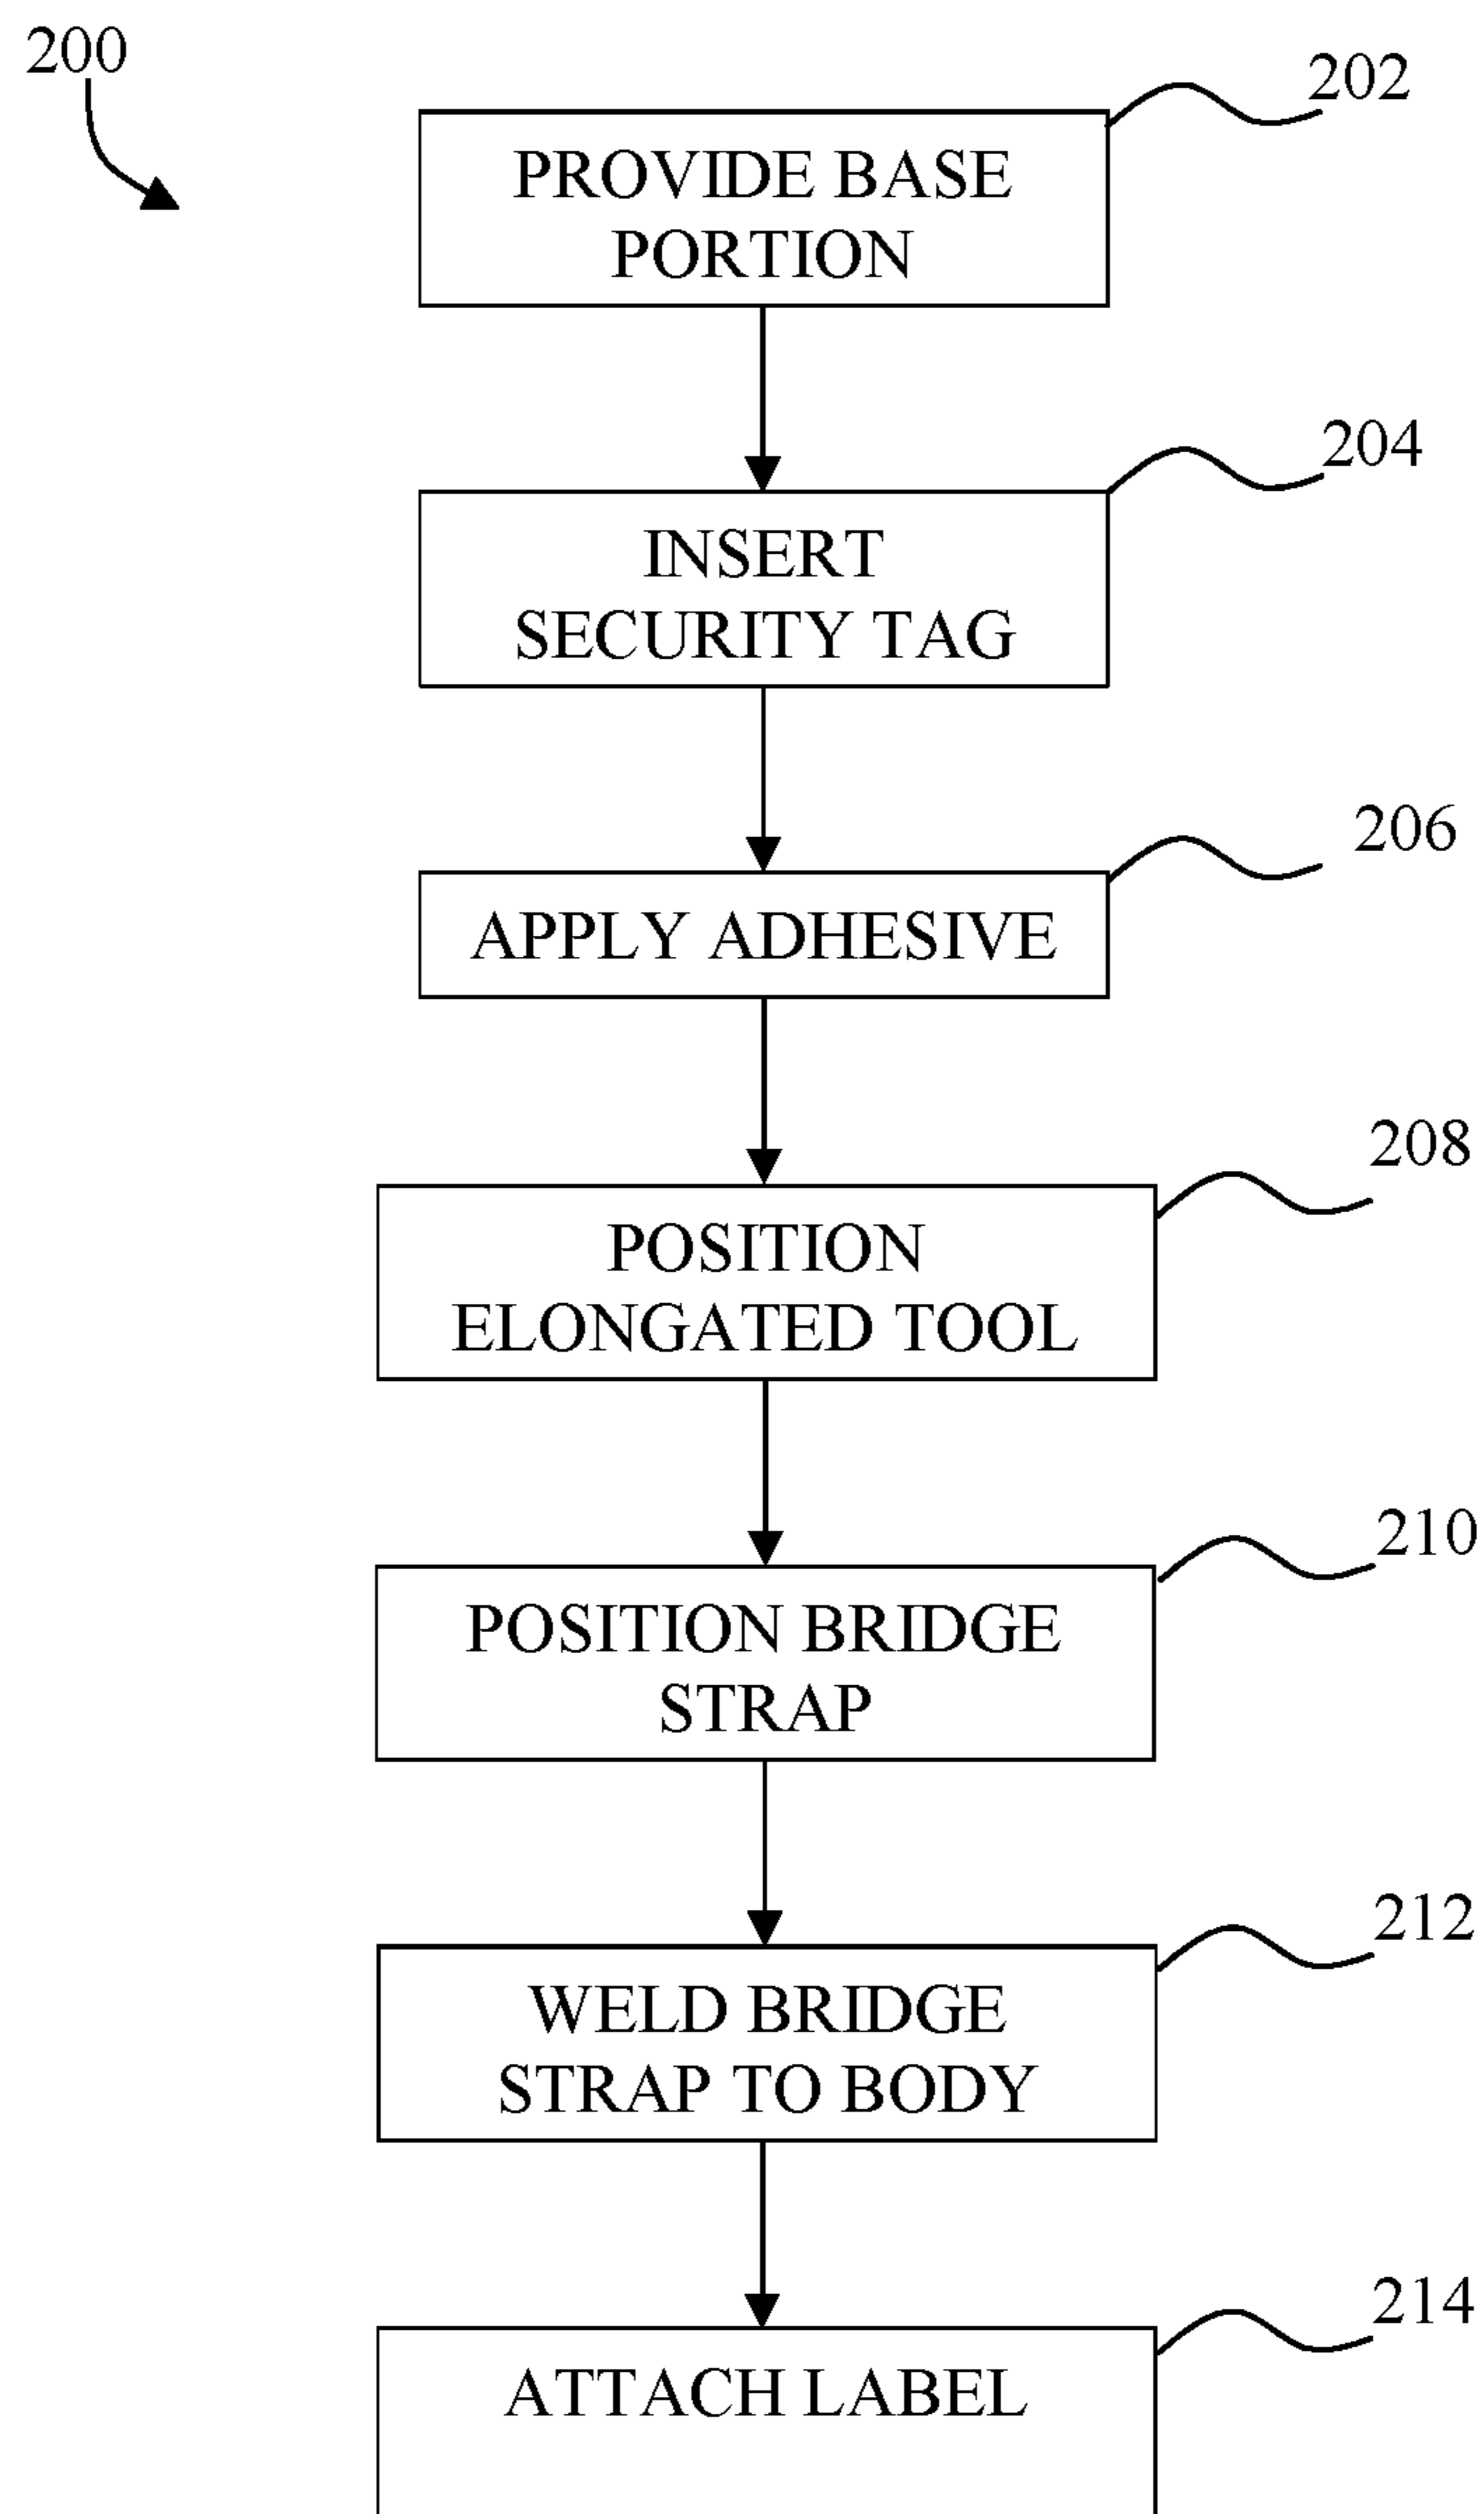 200
202
PROVIDE BASE
PORTION
204
INSERT
SECURITY TAG
206
APPLY ADHESIVE
208
POSITION
ELONGATED TOOL
210
POSITION BRIDGE
STRAP
212
WELD BRIDGE
STRAP TO BODY
214
ATTACH LABEL